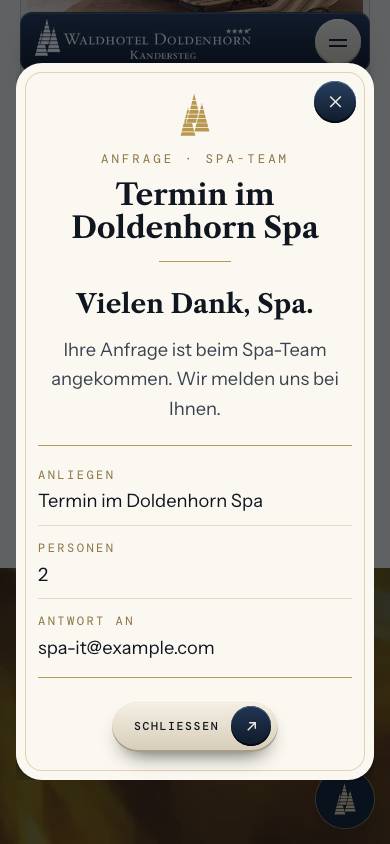 ★★★★
WALDHOTEL DOLDENHORN
KANDERSTEG
ANFRAGE · SPA-TEAM
Termin im
Doldenhorn Spa
Vielen Dank, Spa.
Ihre Anfrage ist beim Spa-Team
angekommen. Wir melden uns bei
Ihnen.
ANLIEGEN
Termin im Doldenhorn Spa
PERSONEN
2
ANTWORT AN
spa-it@example.com
SCHLIESSEN